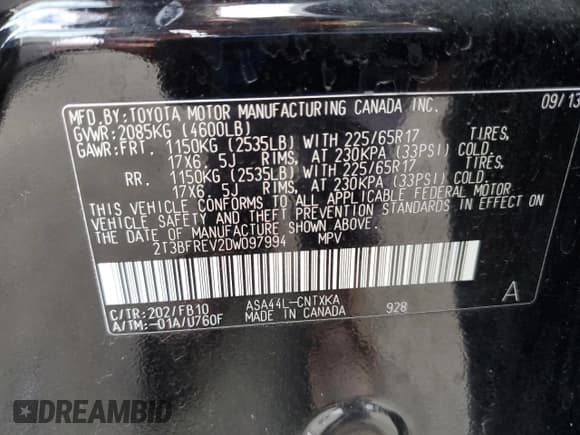 MFD.BY:TOYOTA MOTOR MANUFACTURING CANADA INC. 09/13
GVWR:2085KG (4600LB)
GAWR:FRT. 1150KG (2535LB) WITH 225/65R17 TIRES,
17X6.5J RIMS, AT 230KPA (33PSI) COLD.
RR. 1150KG (2535LB) WITH 225/65R17 TIRES,
17X6.5J RIMS, AT 230KPA (33PSI) COLD.
THIS VEHICLE CONFORMS TO ALL APPLICABLE FEDERAL MOTOR
VEHICLE SAFETY AND THEFT PREVENTION STANDARDS IN EFFECT ON
THE DATE OF MANUFACTURE SHOWN ABOVE.
2T3BFREV2DW097994 MPV
C/TR:202/FB10 ASA44L-CNTXKA 928 A
A/TM:-01A/U760F MADE IN CANADA
DREAMBID